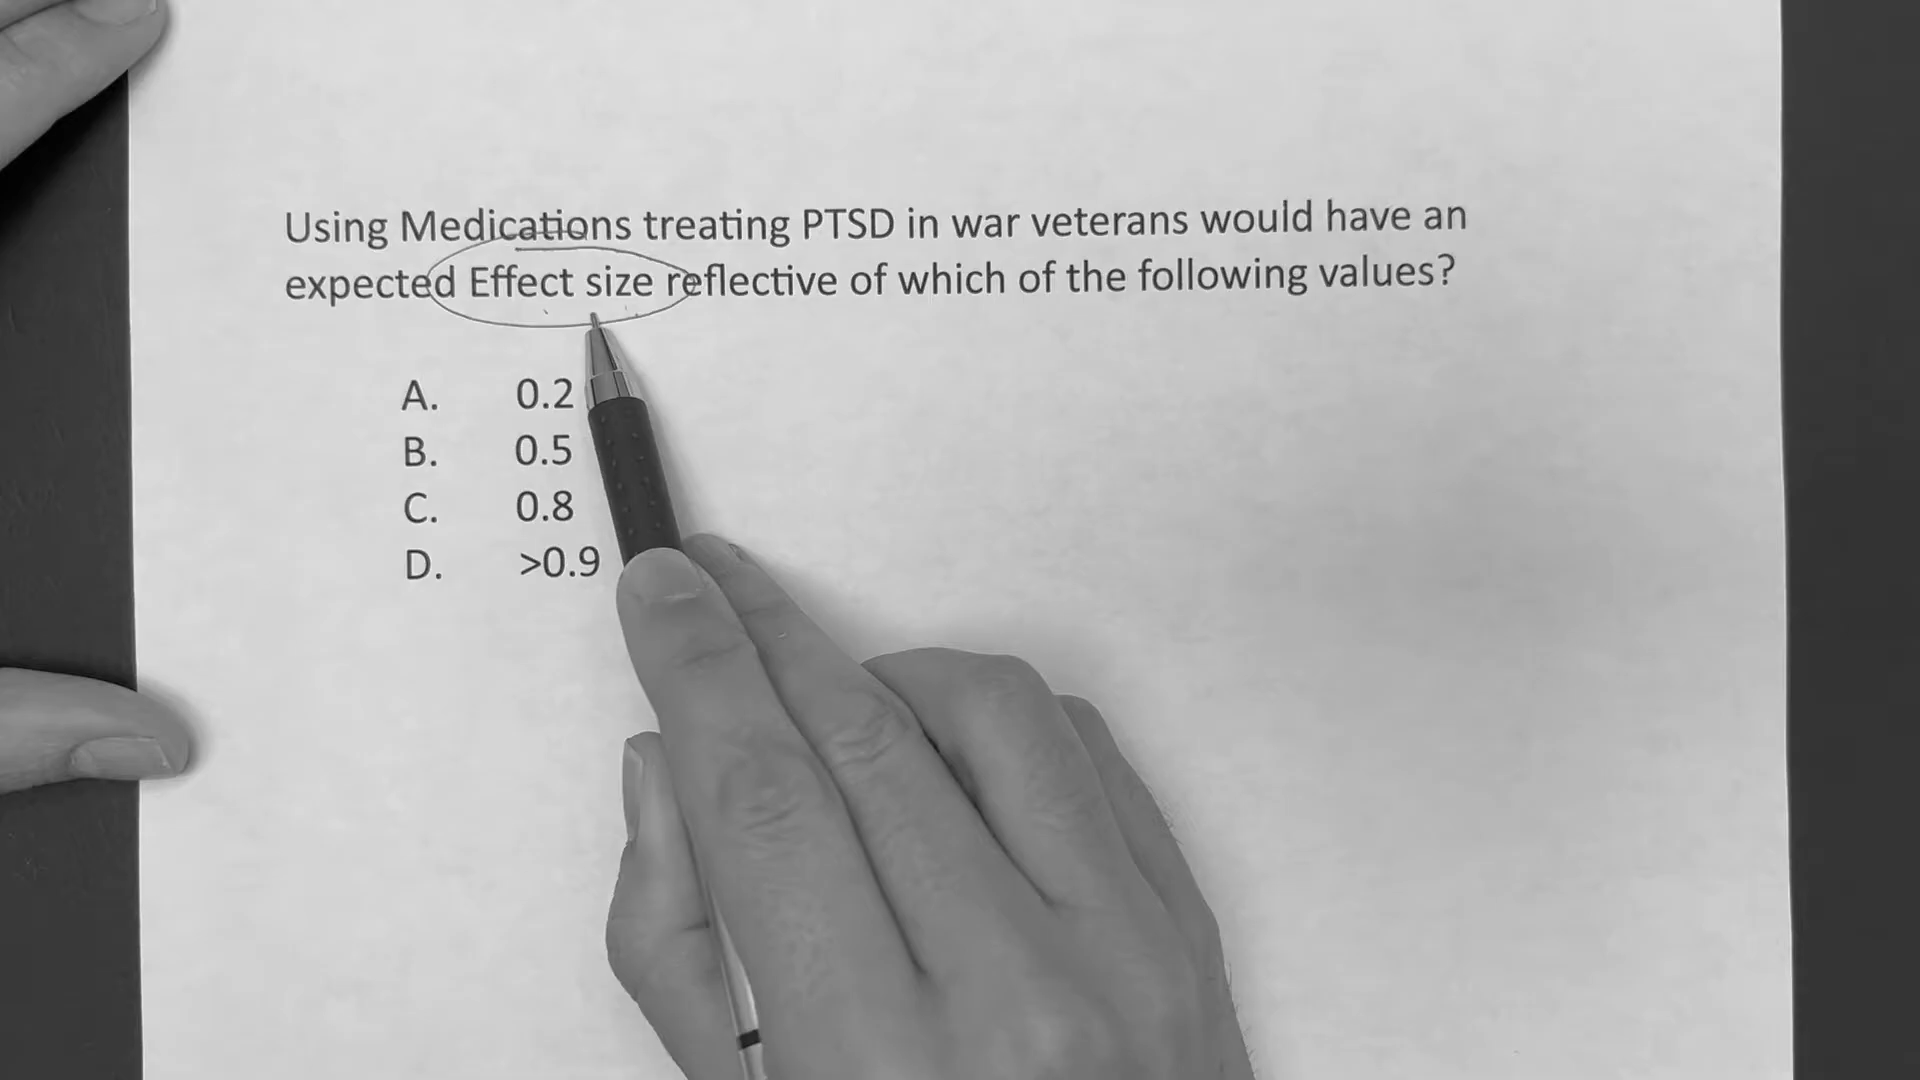 Using Medications treating PTSD in war veterans would have an
expected Effect size reflective of which of the following values?
A. 0.2
B. 0.5
C. 0.8
D. >0.9